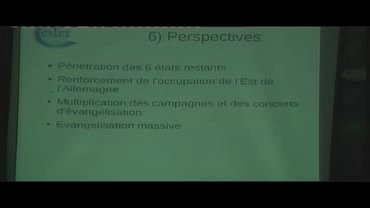 6) Perspectives
• Pénétration des 6 états restants
• Renforcement de l'occupation de l'Est de
l'Allemagne
• Multiplication des campagnes et des concerts
d'évangélisation
• Evangélisation massive